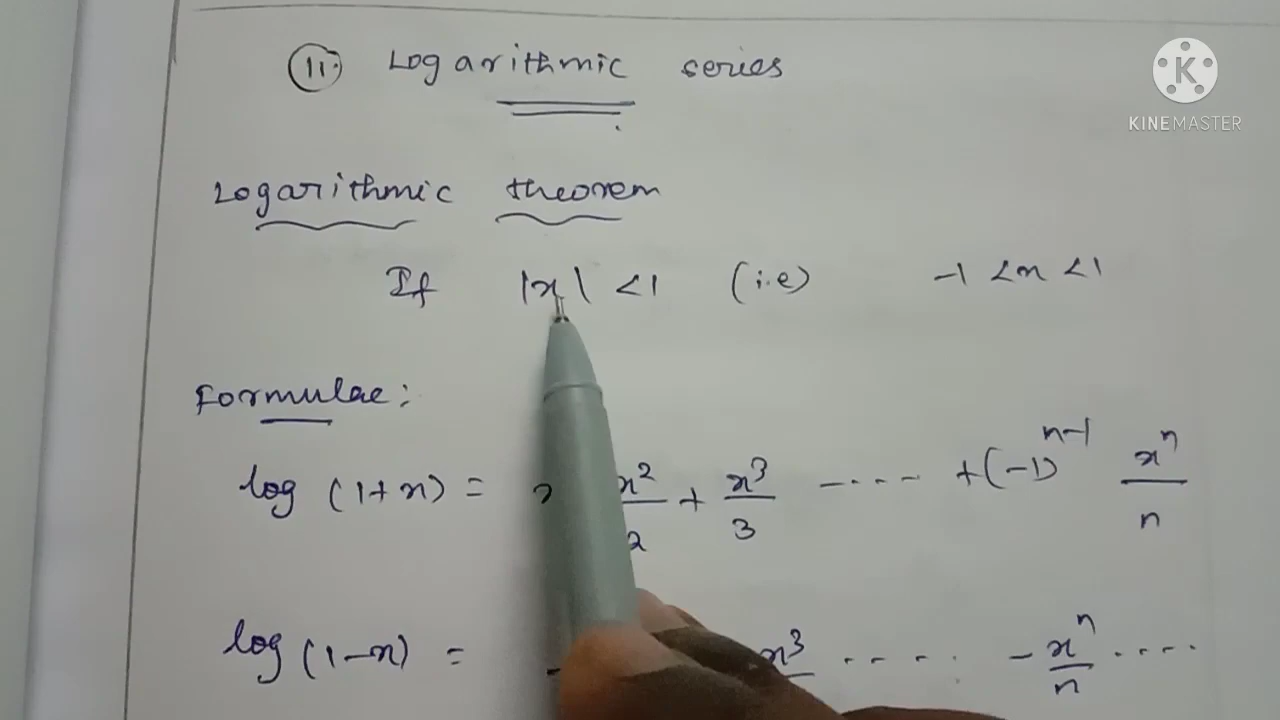 11. Logarithmic series
KINEMASTER
Logarithmic theorem
If |x| <1 (i.e) -1 <x <1
Formulae:
log (1+x) = x²/2 + x³/3 -.... +(-1)ⁿ⁻¹ xⁿ/n
log (1-x) = - x³ ..... - xⁿ/n ....